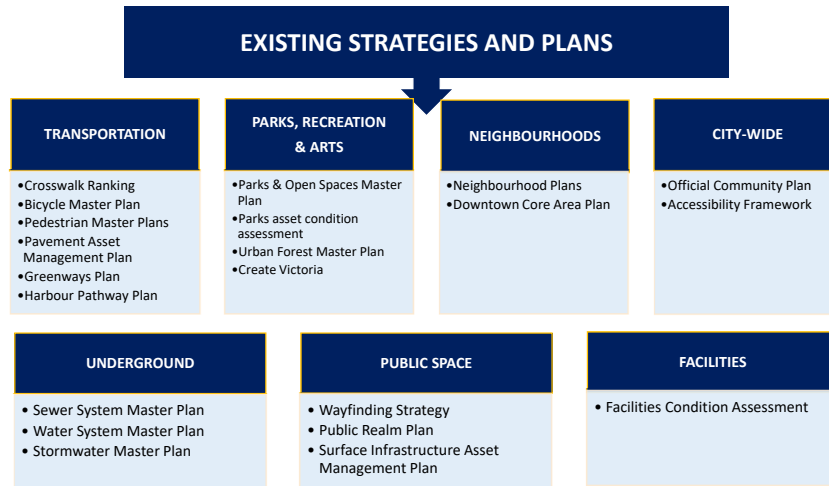 EXISTING STRATEGIES AND PLANS
TRANSPORTATION
•Crosswalk Ranking
•Bicycle Master Plan
•Pedestrian Master Plans
•Pavement Asset
Management Plan
•Greenways Plan
•Harbour Pathway Plan
PARKS, RECREATION
& ARTS
•Parks & Open Spaces Master
Plan
•Parks asset condition
assessment
•Urban Forest Master Plan
•Create Victoria
NEIGHBOURHOODS
•Neighbourhood Plans
•Downtown Core Area Plan
CITY-WIDE
•Official Community Plan
•Accessibility Framework
UNDERGROUND
• Sewer System Master Plan
• Water System Master Plan
• Stormwater Master Plan
PUBLIC SPACE
• Wayfinding Strategy
• Public Realm Plan
• Surface Infrastructure Asset
Management Plan
FACILITIES
• Facilities Condition Assessment